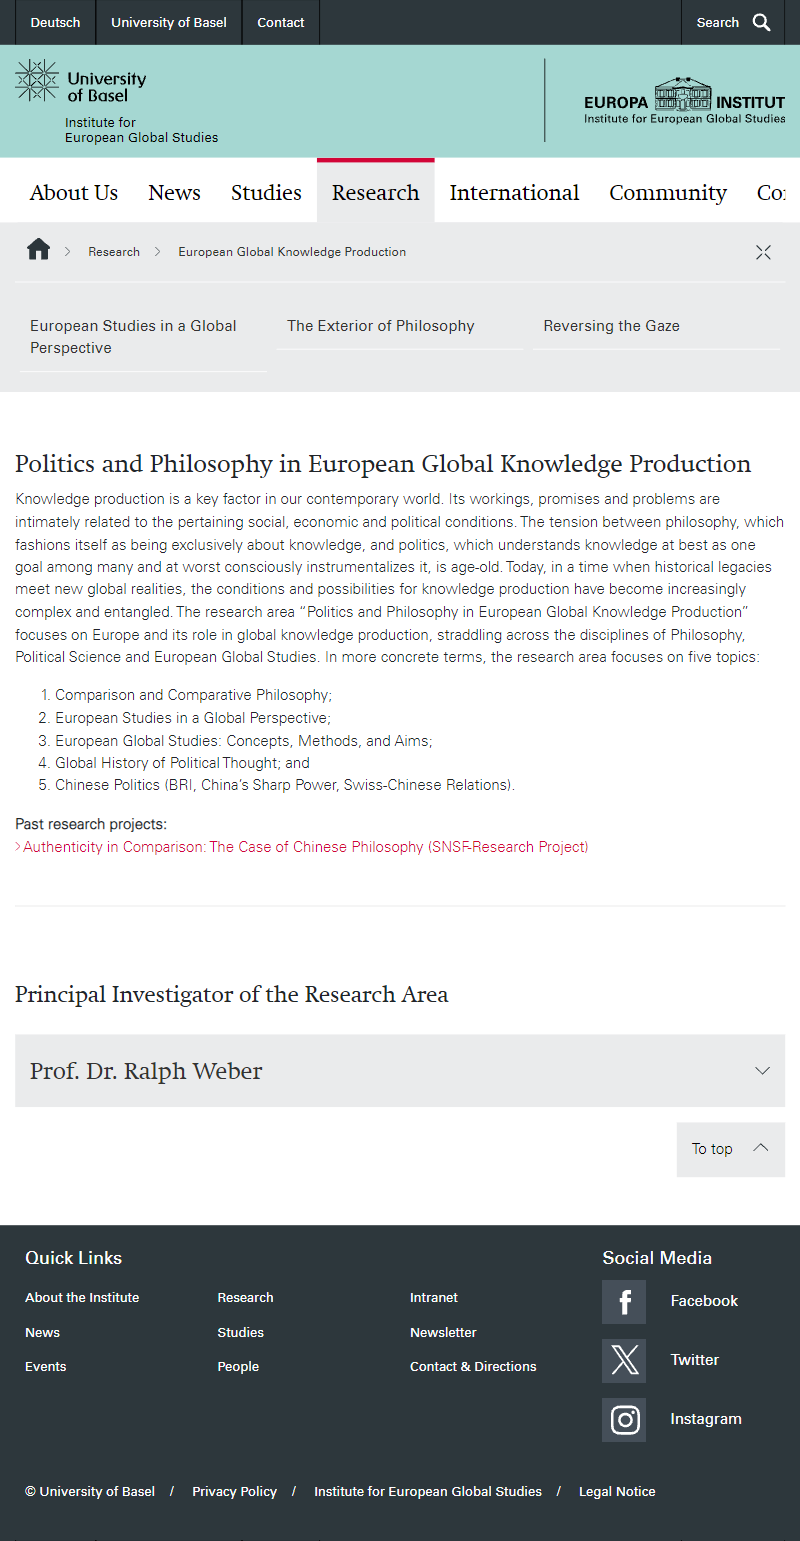 Deutsch University of Basel Contact Search
University
of Basel
Institute for
European Global Studies
EUROPA INSTITUT
Institute for European Global Studies
About Us News Studies Research International Community
Research European Global Knowledge Production
European Studies in a Global
Perspective
The Exterior of Philosophy
Reversing the Gaze
Politics and Philosophy in European Global Knowledge Production
Knowledge production is a key factor in our contemporary world. Its workings, promises and problems are
intimately related to the pertaining social, economic and political conditions. The tension between philosophy, which
fashions itself as being exclusively about knowledge, and politics, which understands knowledge at best as one
goal among many and at worst consciously instrumentalizes it, is age-old. Today, in a time when historical legacies
meet new global realities, the conditions and possibilities for knowledge production have become increasingly
complex and entangled. The research area “Politics and Philosophy in European Global Knowledge Production”
focuses on Europe and its role in global knowledge production, straddling across the disciplines of Philosophy,
Political Science and European Global Studies. In more concrete terms, the research area focuses on five topics:
1. Comparison and Comparative Philosophy;
2. European Studies in a Global Perspective;
3. European Global Studies: Concepts, Methods, and Aims;
4. Global History of Political Thought; and
5. Chinese Politics (BRI, China’s Sharp Power, Swiss-Chinese Relations).
Past research projects:
Authenticity in Comparison: The Case of Chinese Philosophy (SNSF-Research Project)
Principal Investigator of the Research Area
Prof. Dr. Ralph Weber
To top
Quick Links
About the Institute Research Intranet
News Studies Newsletter
Events People Contact & Directions
Social Media
Facebook
Twitter
Instagram
© University of Basel / Privacy Policy / Institute for European Global Studies / Legal Notice